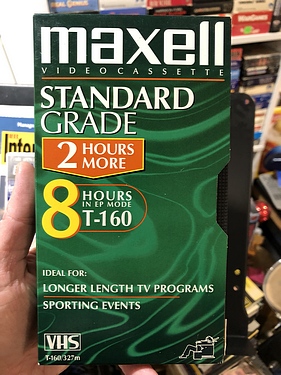 maxell
VIDEOCASSETTE
STANDARD
GRADE
2 HOURS
MORE
8 HOURS
IN EP MODE
T-160
IDEAL FOR:
LONGER LENGTH TV PROGRAMS
SPORTING EVENTS
VHS
T-160/327m